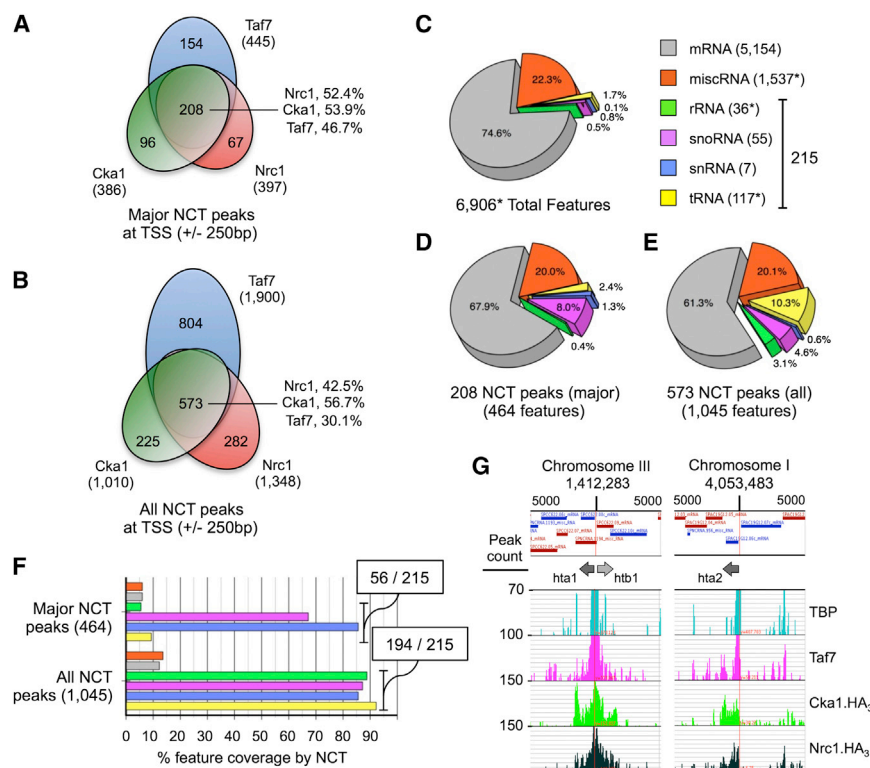 A
Taf7
(445)
154
208
Nrc1, 52.4%
Cka1, 53.9%
Taf7, 46.7%
96
67
Cka1
(386)
Nrc1
(397)
Major NCT peaks
at TSS (+/- 250bp)
B
Taf7
(1,900)
804
573
Nrc1, 42.5%
Cka1, 56.7%
Taf7, 30.1%
225
282
Cka1
(1,010)
Nrc1
(1,348)
All NCT peaks
at TSS (+/- 250bp)
C
22.3%
1.7%
0.1%
0.8%
0.5%
74.6%
6,906* Total Features
mRNA (5,154)
miscRNA (1,537*)
rRNA (36*)
snoRNA (55)
snRNA (7)
tRNA (117*)
215
D
20.0%
2.4%
1.3%
8.0%
0.4%
67.9%
208 NCT peaks (major)
(464 features)
E
20.1%
10.3%
0.6%
4.6%
3.1%
61.3%
573 NCT peaks (all)
(1,045 features)
F
56 / 215
194 / 215
Major NCT
peaks (464)
All NCT
peaks (1,045)
0 10 20 30 40 50 60 70 80 90
% feature coverage by NCT
G
Chromosome III
1,412,283
5000 5000
Chromosome I
4,053,483
5000 5000
Peak
count
hta1 htb1
hta2
70
TBP
100
Taf7
150
Cka1.HA3
150
Nrc1.HA3